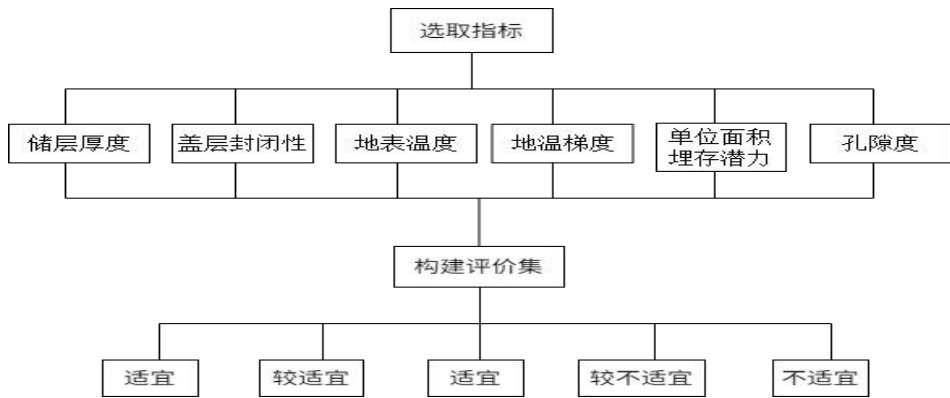 选取指标
储层厚度
盖层封闭性
地表温度
地温梯度
单位面积
埋存潜力
孔隙度
构建评价集
适宜
较适宜
适宜
较不适宜
不适宜